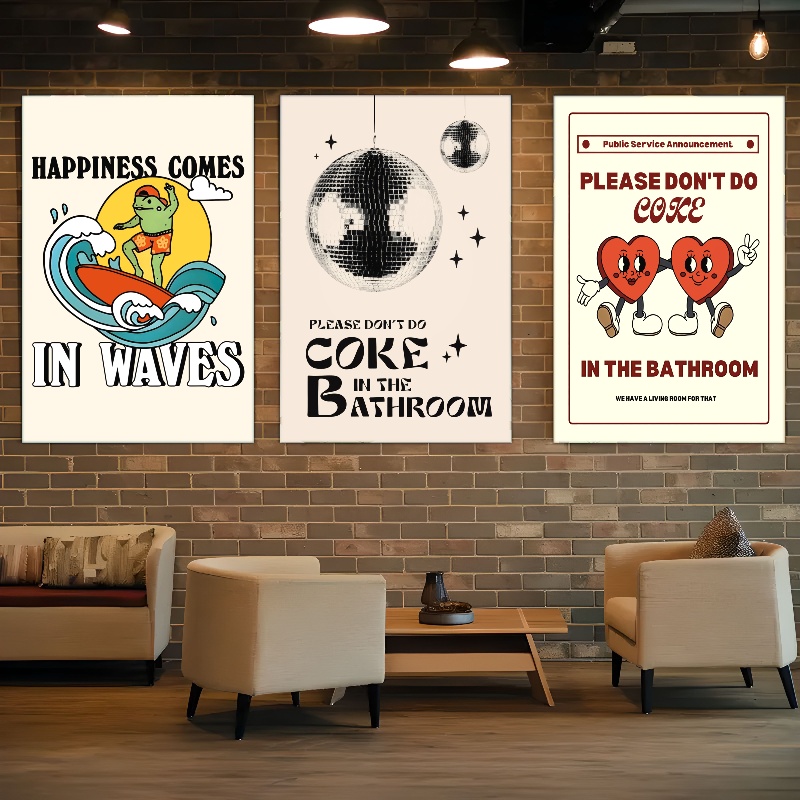 HAPPINESS COMES
IN WAVES
PLEASE DON'T DO
COKE
IN THE
BATHROOM
Public Service Announcement
PLEASE DON'T DO
COKE
IN THE BATHROOM
WE HAVE A LIVING ROOM FOR THAT